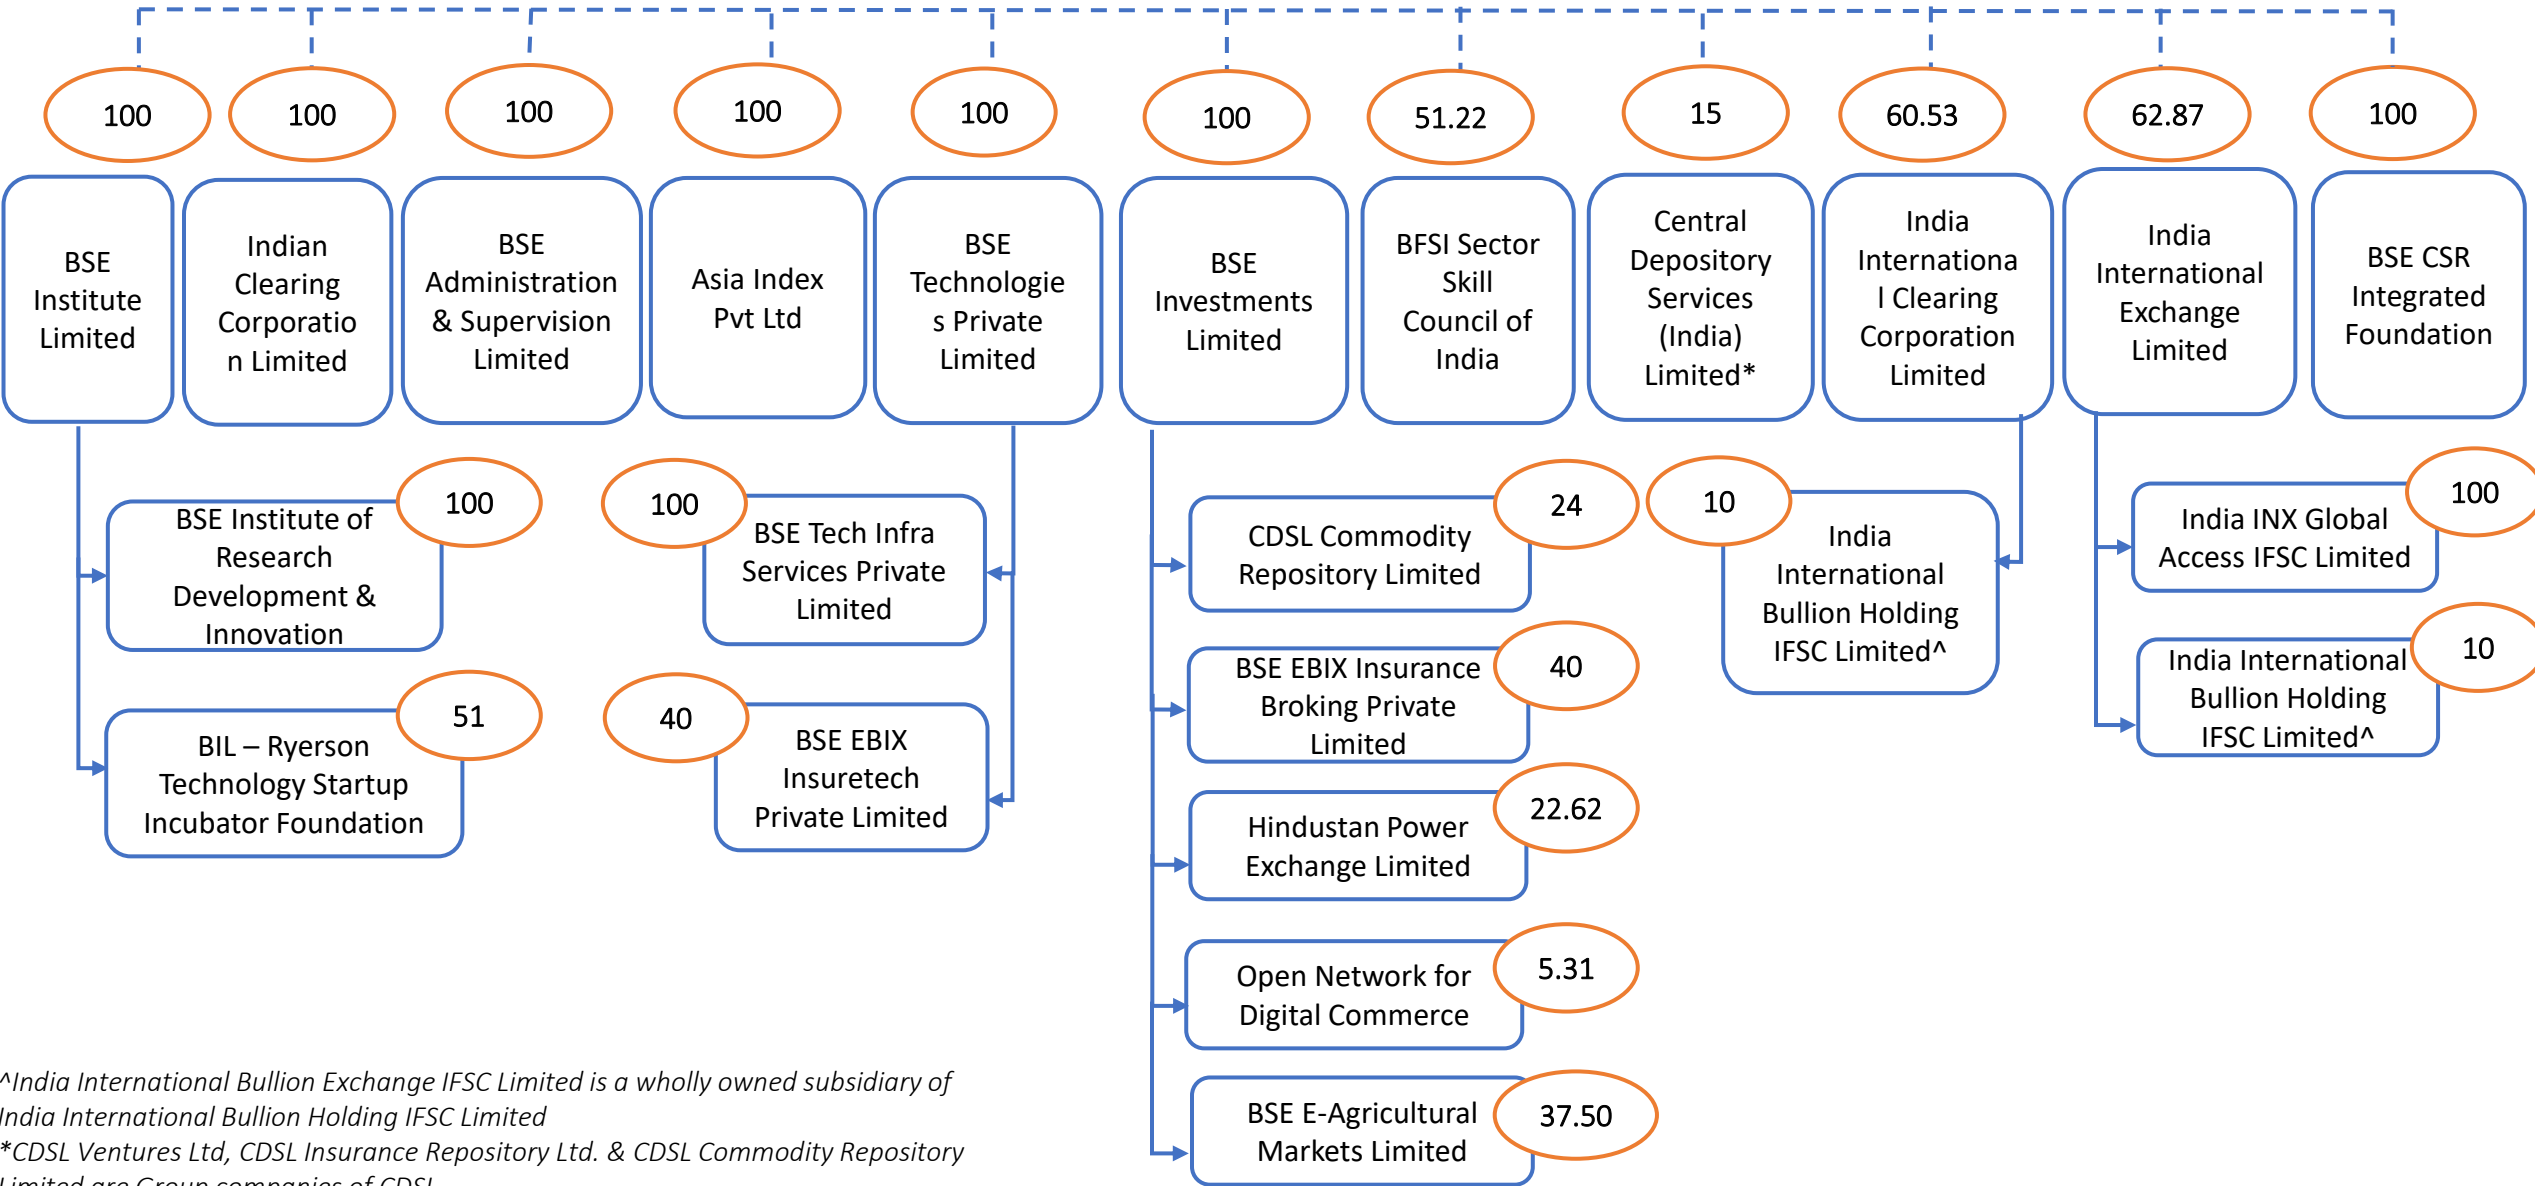 100
100
100
100
100
100
51.22
15
60.53
62.87
100
BSE
Institute
Limited
Indian
Clearing
Corporatio
n Limited
BSE
Administration
& Supervision
Limited
Asia Index
Pvt Ltd
BSE
Technologie
s Private
Limited
BSE
Investments
Limited
BFSI Sector
Skill
Council of
India
Central
Depository
Services
(India)
Limited*
India
Internationa
l Clearing
Corporation
Limited
India
International
Exchange
Limited
BSE CSR
Integrated
Foundation
100
BSE Institute of
Research
Development &
Innovation
51
BIL – Ryerson
Technology Startup
Incubator Foundation
100
BSE Tech Infra
Services Private
Limited
40
BSE EBIX
Insuretech
Private Limited
24
CDSL Commodity
Repository Limited
40
BSE EBIX Insurance
Broking Private
Limited
22.62
Hindustan Power
Exchange Limited
5.31
Open Network for
Digital Commerce
37.50
BSE E-Agricultural
Markets Limited
10
India
International
Bullion Holding
IFSC Limited^
100
India INX Global
Access IFSC Limited
10
India International
Bullion Holding
IFSC Limited^
^India International Bullion Exchange IFSC Limited is a wholly owned subsidiary of
India International Bullion Holding IFSC Limited
*CDSL Ventures Ltd, CDSL Insurance Repository Ltd. & CDSL Commodity Repository
Limited are Group companies of CDSL